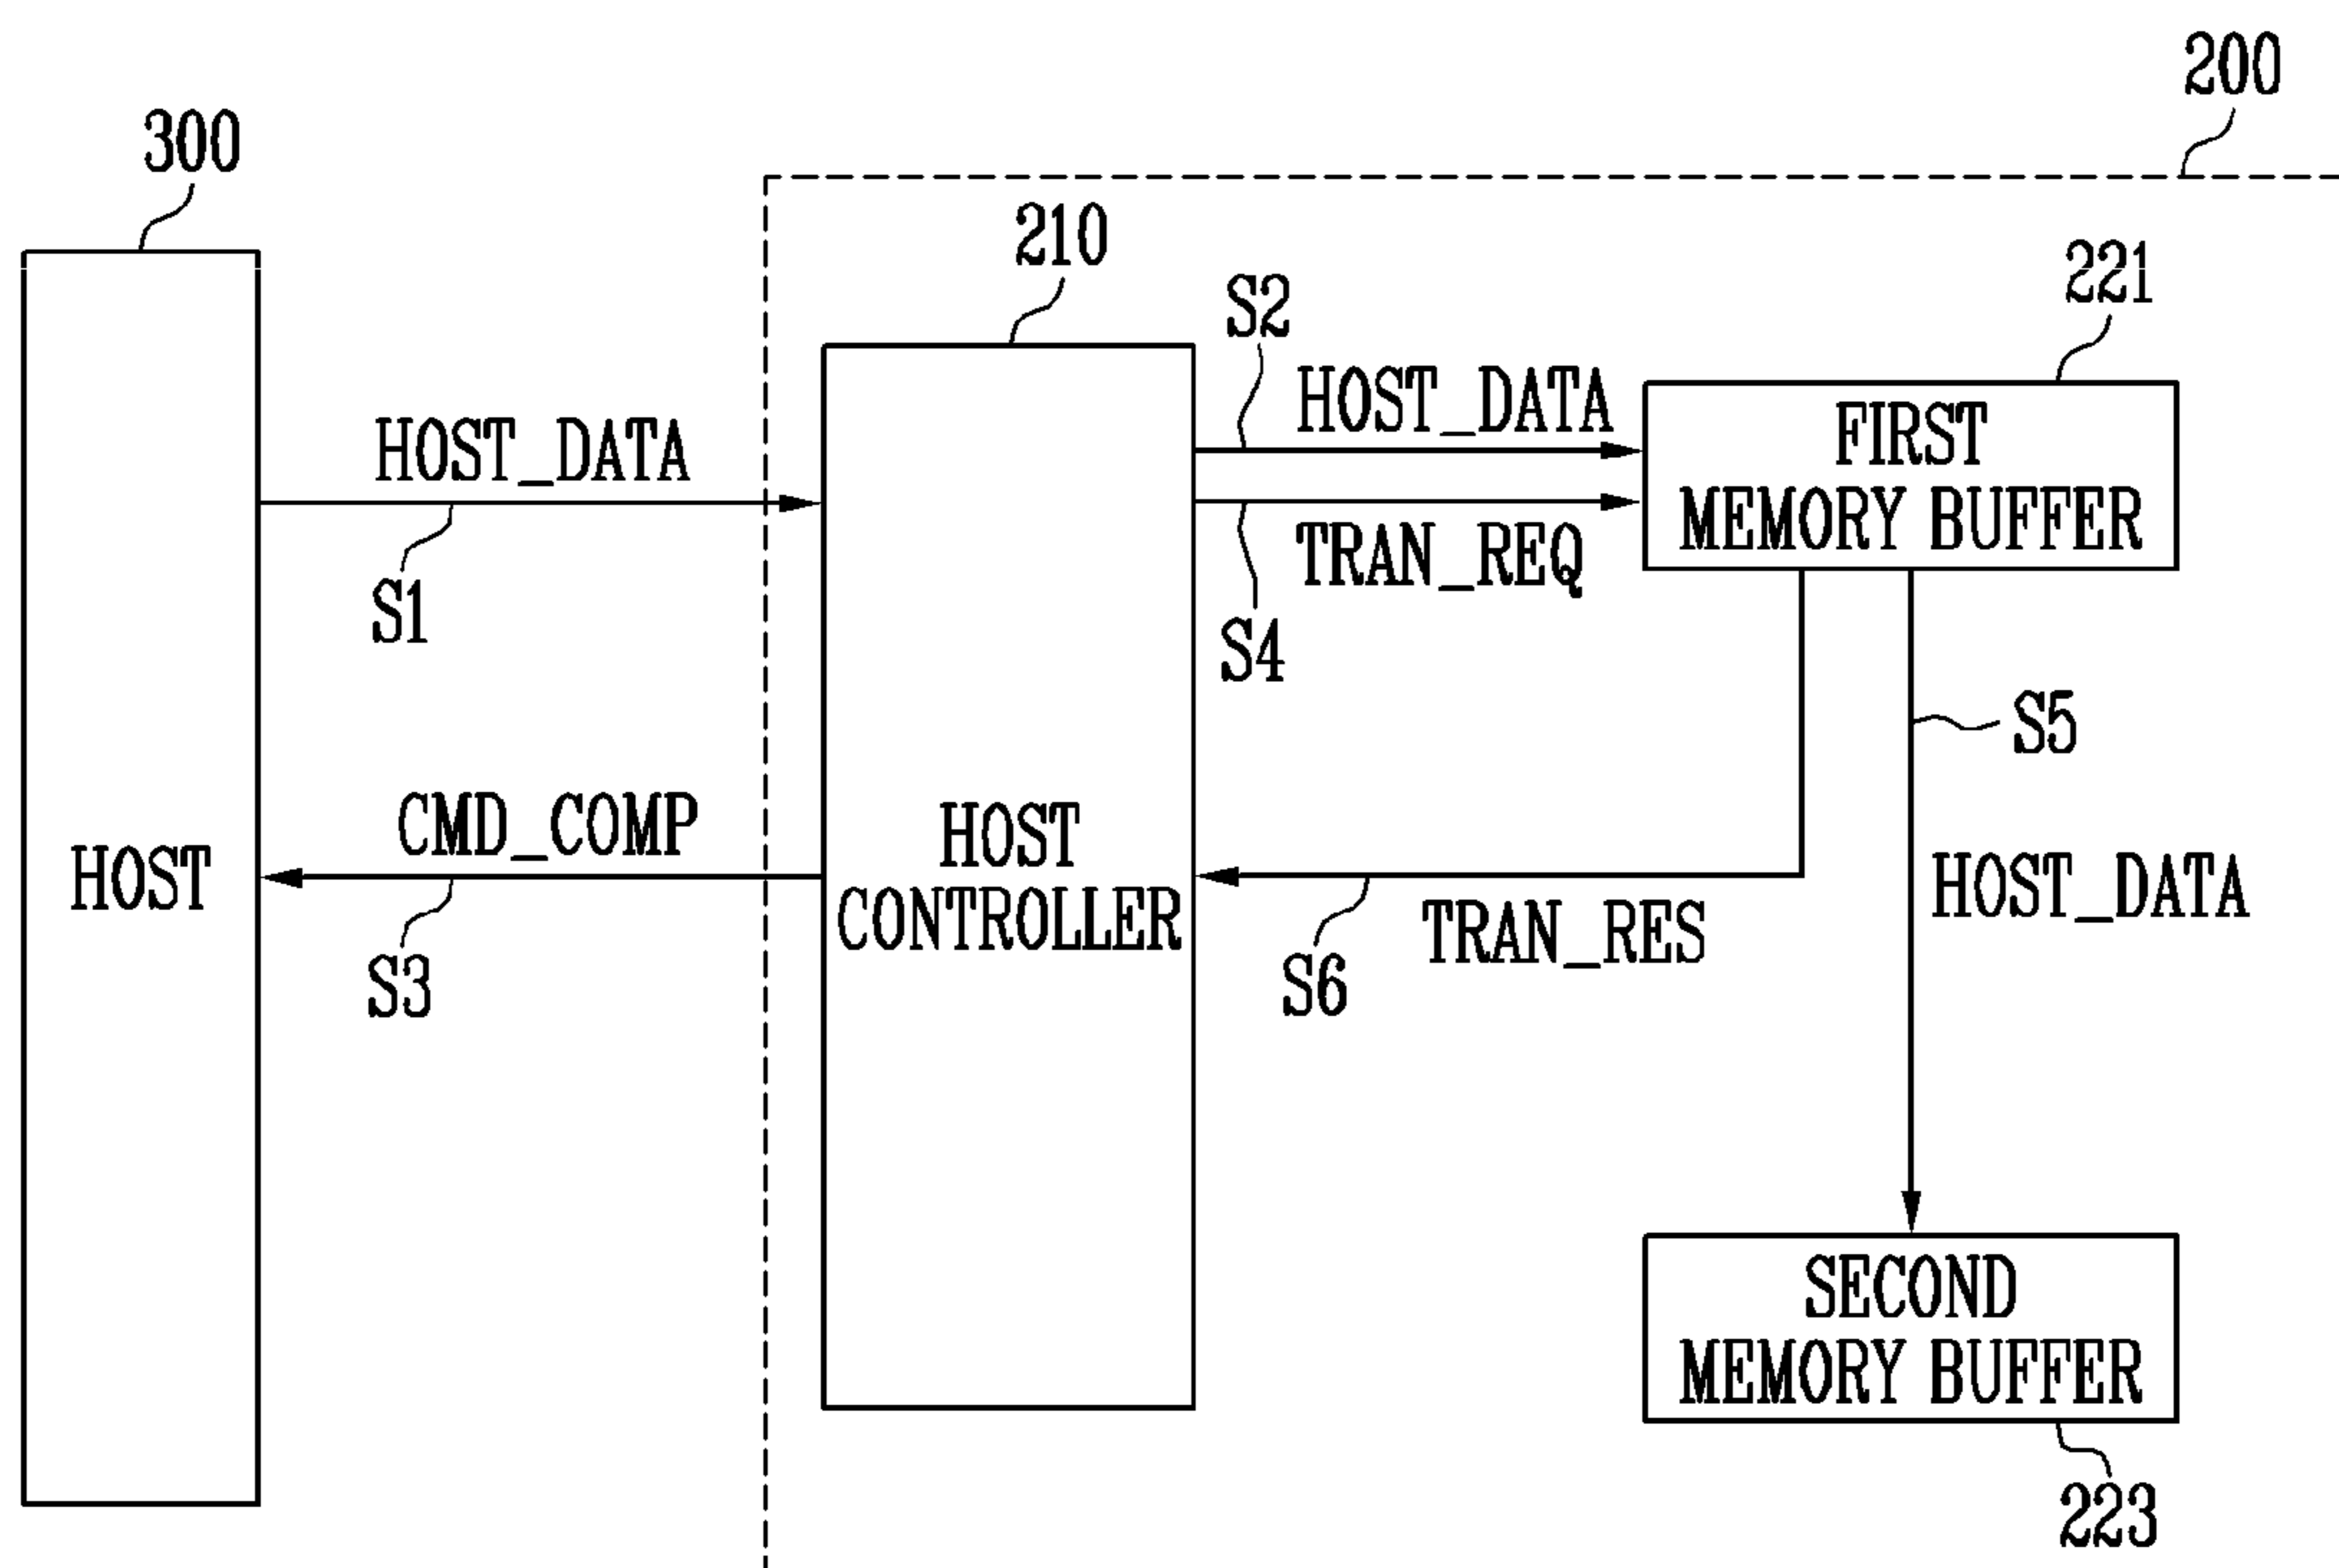 200
300
210
221
S2
HOST_DATA
HOST_DATA
FIRST
MEMORY BUFFER
TRAN_REQ
S1
S4
S5
CMD_COMP
HOST
HOST
CONTROLLER
HOST_DATA
TRAN_RES
S3
S6
SECOND
MEMORY BUFFER
223